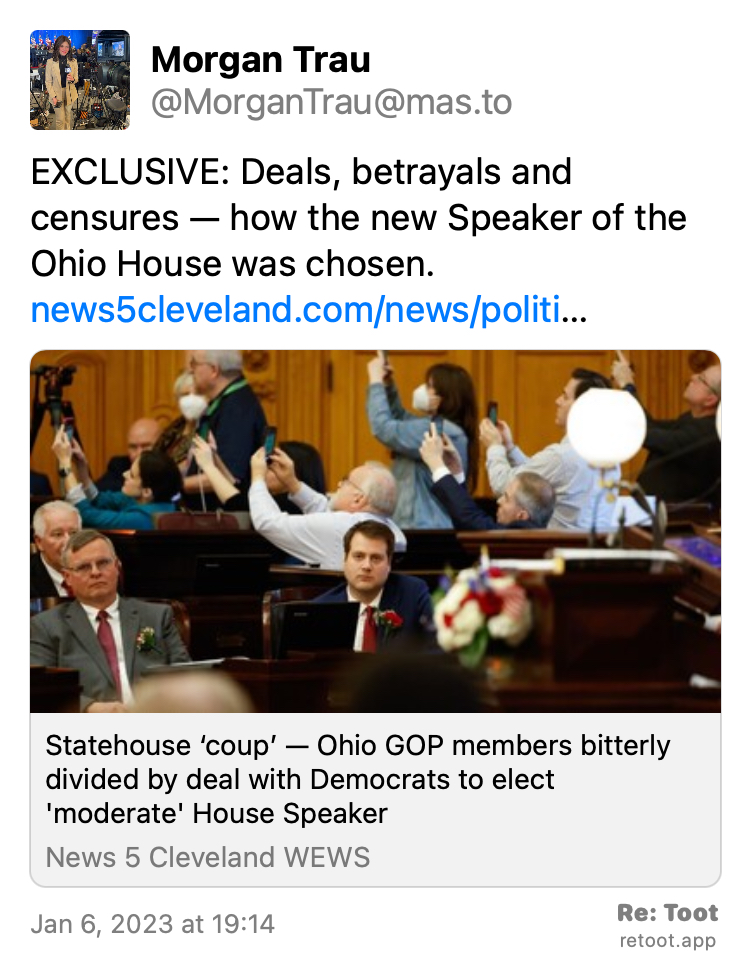 Morgan Trau
@MorganTrau@mas.to
EXCLUSIVE: Deals, betrayals and
censures — how the new Speaker of the
Ohio House was chosen.
news5cleveland.com/news/politi...
Statehouse ‘coup’ — Ohio GOP members bitterly
divided by deal with Democrats to elect
'moderate' House Speaker
News 5 Cleveland WEWS
Jan 6, 2023 at 19:14
Re: Toot
retoot.app